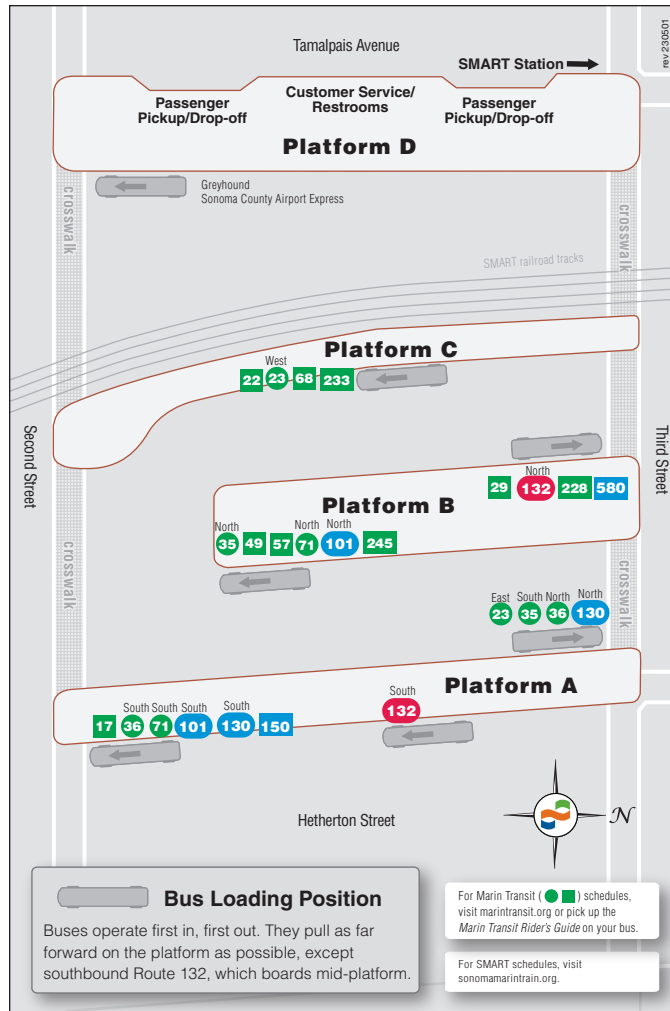 rev 230501
Tamalpais Avenue
SMART Station
Passenger
Pickup/Drop-off
Customer Service/
Restrooms
Passenger
Pickup/Drop-off
Platform D
Greyhound
Sonoma County Airport Express
crosswalk
crosswalk
SMART railroad tracks
Platform C
West
22 23 68 233
Second Street
Third Street
Platform B
North
29 132 228 580
North North North
35 49 57 71 101 245
crosswalk
crosswalk
East South North North
23 35 36 130
Platform A
South
132
South South South South
17 36 71 101 130 150
Hetherton Street
N
Bus Loading Position
Buses operate first in, first out. They pull as far
forward on the platform as possible, except
southbound Route 132, which boards mid-platform.
For Marin Transit ( ) schedules,
visit marintransit.org or pick up the
Marin Transit Rider's Guide on your bus.
For SMART schedules, visit
sonomamarintrain.org.